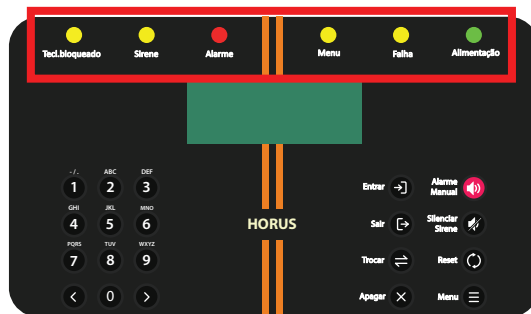 Tecl.bloqueado Sirene Alarme Menu Falha Alimentação
-/. ABC DEF
1 2 3
GHI JKL MNO
4 5 6
PQRS TUV WXYZ
7 8 9
< 0 >
HORUS
Entrar Alarme Manual
Sair Silenciar Sirene
Trocar Reset
Apagar Menu